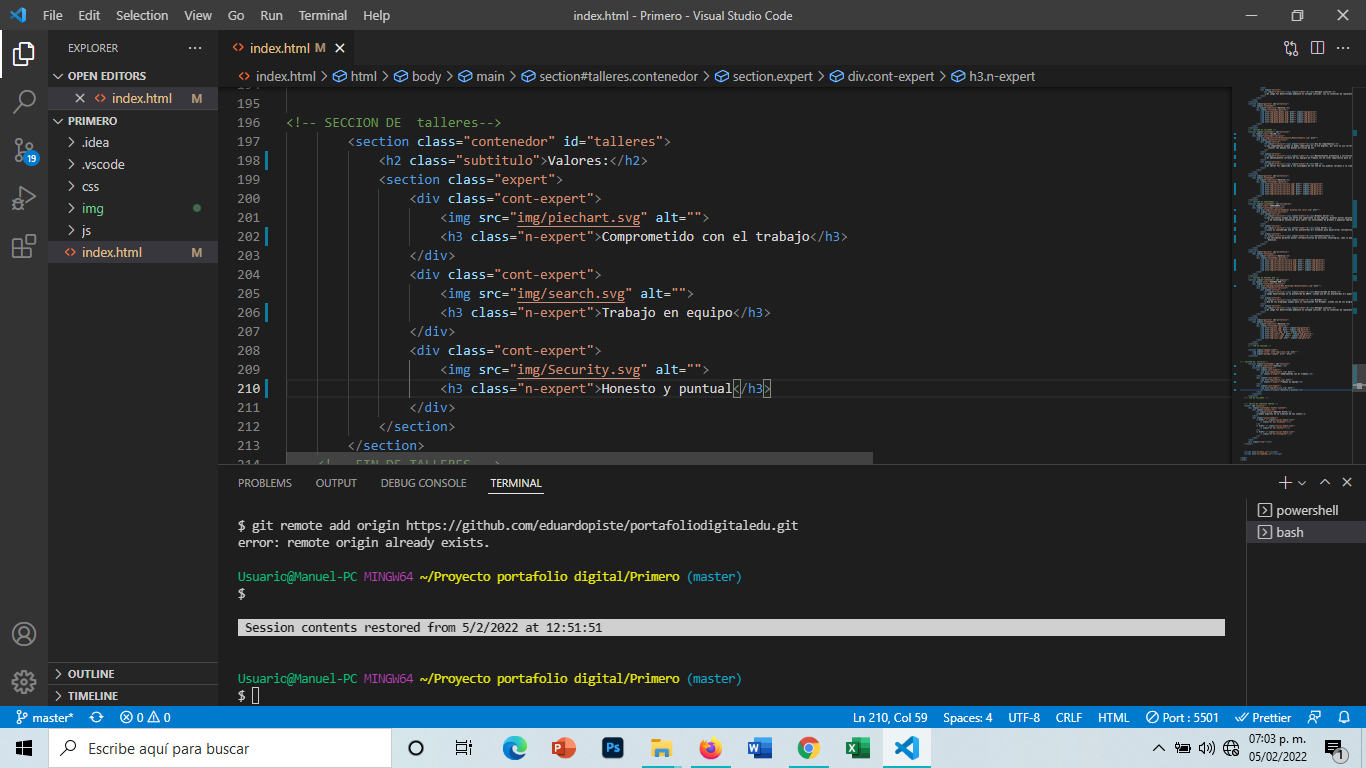 File Edit Selection View Go Run Terminal Help
index.html - Primero - Visual Studio Code
EXPLORER
OPEN EDITORS
index.html M
PRIMERO
.idea
.vscode
css
img
js
index.html M
OUTLINE
TIMELINE
19
index.html M
index.html > html > body > main > section#talleres.contenedor > section.expert > div.cont-expert > h3.n-expert
195
196 <!-- SECCION DE  talleres-->
197 <section class="contenedor" id="talleres">
198 <h2 class="subtitulo">Valores:</h2>
199 <section class="expert">
200 <div class="cont-expert">
201 <img src="img/piechart.svg" alt="">
202 <h3 class="n-expert">Comprometido con el trabajo</h3>
203 </div>
204 <div class="cont-expert">
205 <img src="img/search.svg" alt="">
206 <h3 class="n-expert">Trabajo en equipo</h3>
207 </div>
208 <div class="cont-expert">
209 <img src="img/Security.svg" alt="">
210 <h3 class="n-expert">Honesto y puntual</h3>
211 </div>
212 </section>
213 </section>
214 <!-- FIN DE TALLERES -->
PROBLEMS OUTPUT DEBUG CONSOLE TERMINAL
$ git remote add origin https://github.com/eduardopiste/portafoliodigitaledu.git
error: remote origin already exists.
Usuario@Manuel-PC MINGW64 ~/Proyecto portafolio digital/Primero (master)
$
Session contents restored from 5/2/2022 at 12:51:51
Usuario@Manuel-PC MINGW64 ~/Proyecto portafolio digital/Primero (master)
$
powershell
bash
master* 0 0 Ln 210, Col 59 Spaces: 4 UTF-8 CRLF HTML Port : 5501 Prettier
Escribe aquí para buscar
07:03 p. m.
05/02/2022
1